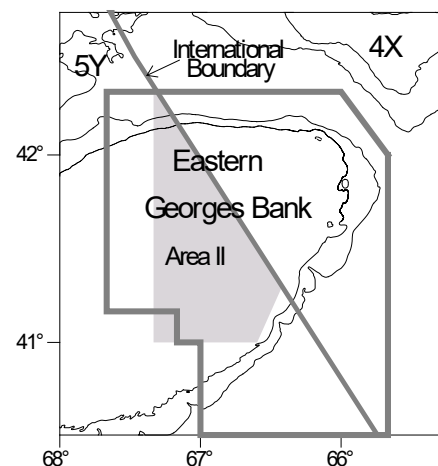 5Y
International
Boundary
4X
42°
Eastern
Georges Bank
Area II
41°
68°
67°
66°